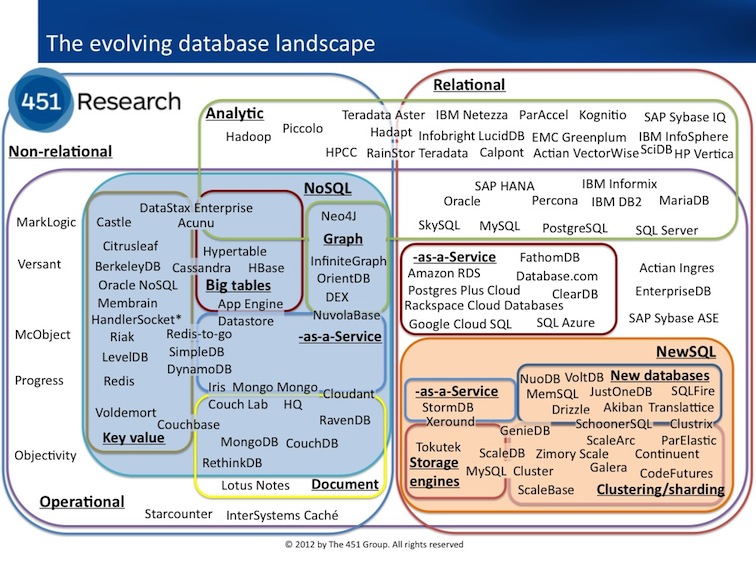 The evolving database landscape
451 Research
Relational
Analytic
Teradata Aster IBM Netezza ParAccel Kognitio SAP Sybase IQ
Hadoop Piccolo Hadapt Infobright LucidDB EMC Greenplum IBM InfoSphere
HPCC RainStor Teradata Calpont Actian VectorWise SciDB HP Vertica
Non-relational
NoSQL
SAP HANA IBM Informix
Oracle Percona IBM DB2 MariaDB
SkySQL MySQL PostgreSQL SQL Server
MarkLogic
Versant
McObject
Progress
Objectivity
DataStax Enterprise
Castle Acunu
Citrusleaf
BerkeleyDB Cassandra
Oracle NoSQL
Membrain
HandlerSocket*
Riak Redis-to-go
LevelDB SimpleDB
DynamoDB
Redis
Voldemort
Couchbase
Key value
Hypertable
HBase
Big tables
App Engine
Datastore
Neo4J
Graph
InfiniteGraph
OrientDB
DEX
NuvolaBase
-as-a-Service
Iris Mongo Mongo Cloudant
Couch Lab HQ
RavenDB
MongoDB CouchDB
RethinkDB
Lotus Notes Document
Operational
Starcounter InterSystems Caché
-as-a-Service FathomDB
Amazon RDS Database.com
Postgres Plus Cloud ClearDB
Rackspace Cloud Databases
Google Cloud SQL SQL Azure
Actian Ingres
EnterpriseDB
SAP Sybase ASE
NewSQL
-as-a-Service
StormDB
Xeround
NuoDB VoltDB New databases
MemSQL JustOneDB SQLFire
Drizzle Akiban Translattice
SchoonerSQL Clustrix
GenieDB
Tokutek
Storage
engines
ScaleArc ParElastic
ScaleDB Zimory Scale Continuent
MySQL Cluster Galera CodeFutures
ScaleBase Clustering/sharding
© 2012 by The 451 Group. All rights reserved